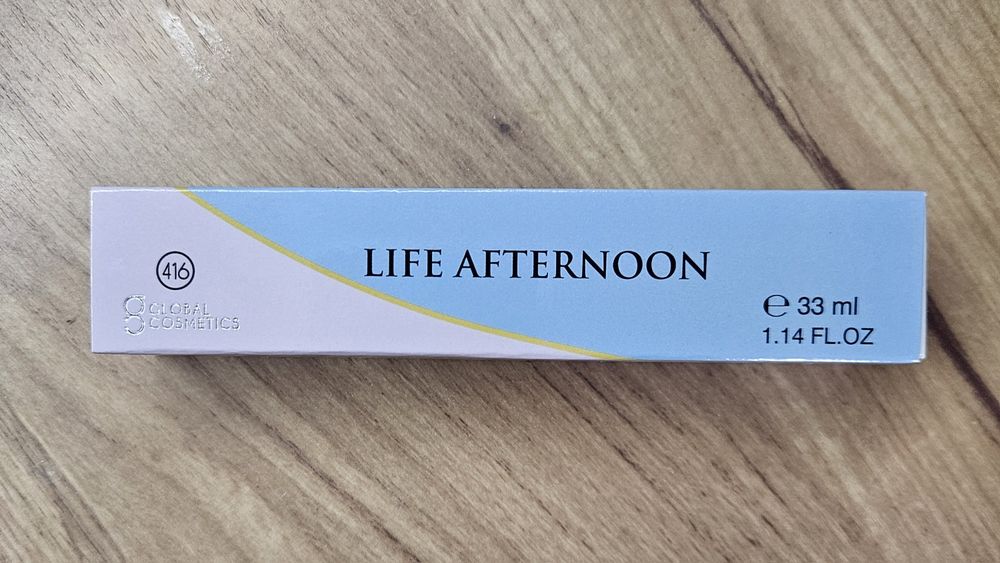 416
GLOBAL
COSMETICS
LIFE AFTERNOON
℮ 33 ml
1.14 FL.OZ